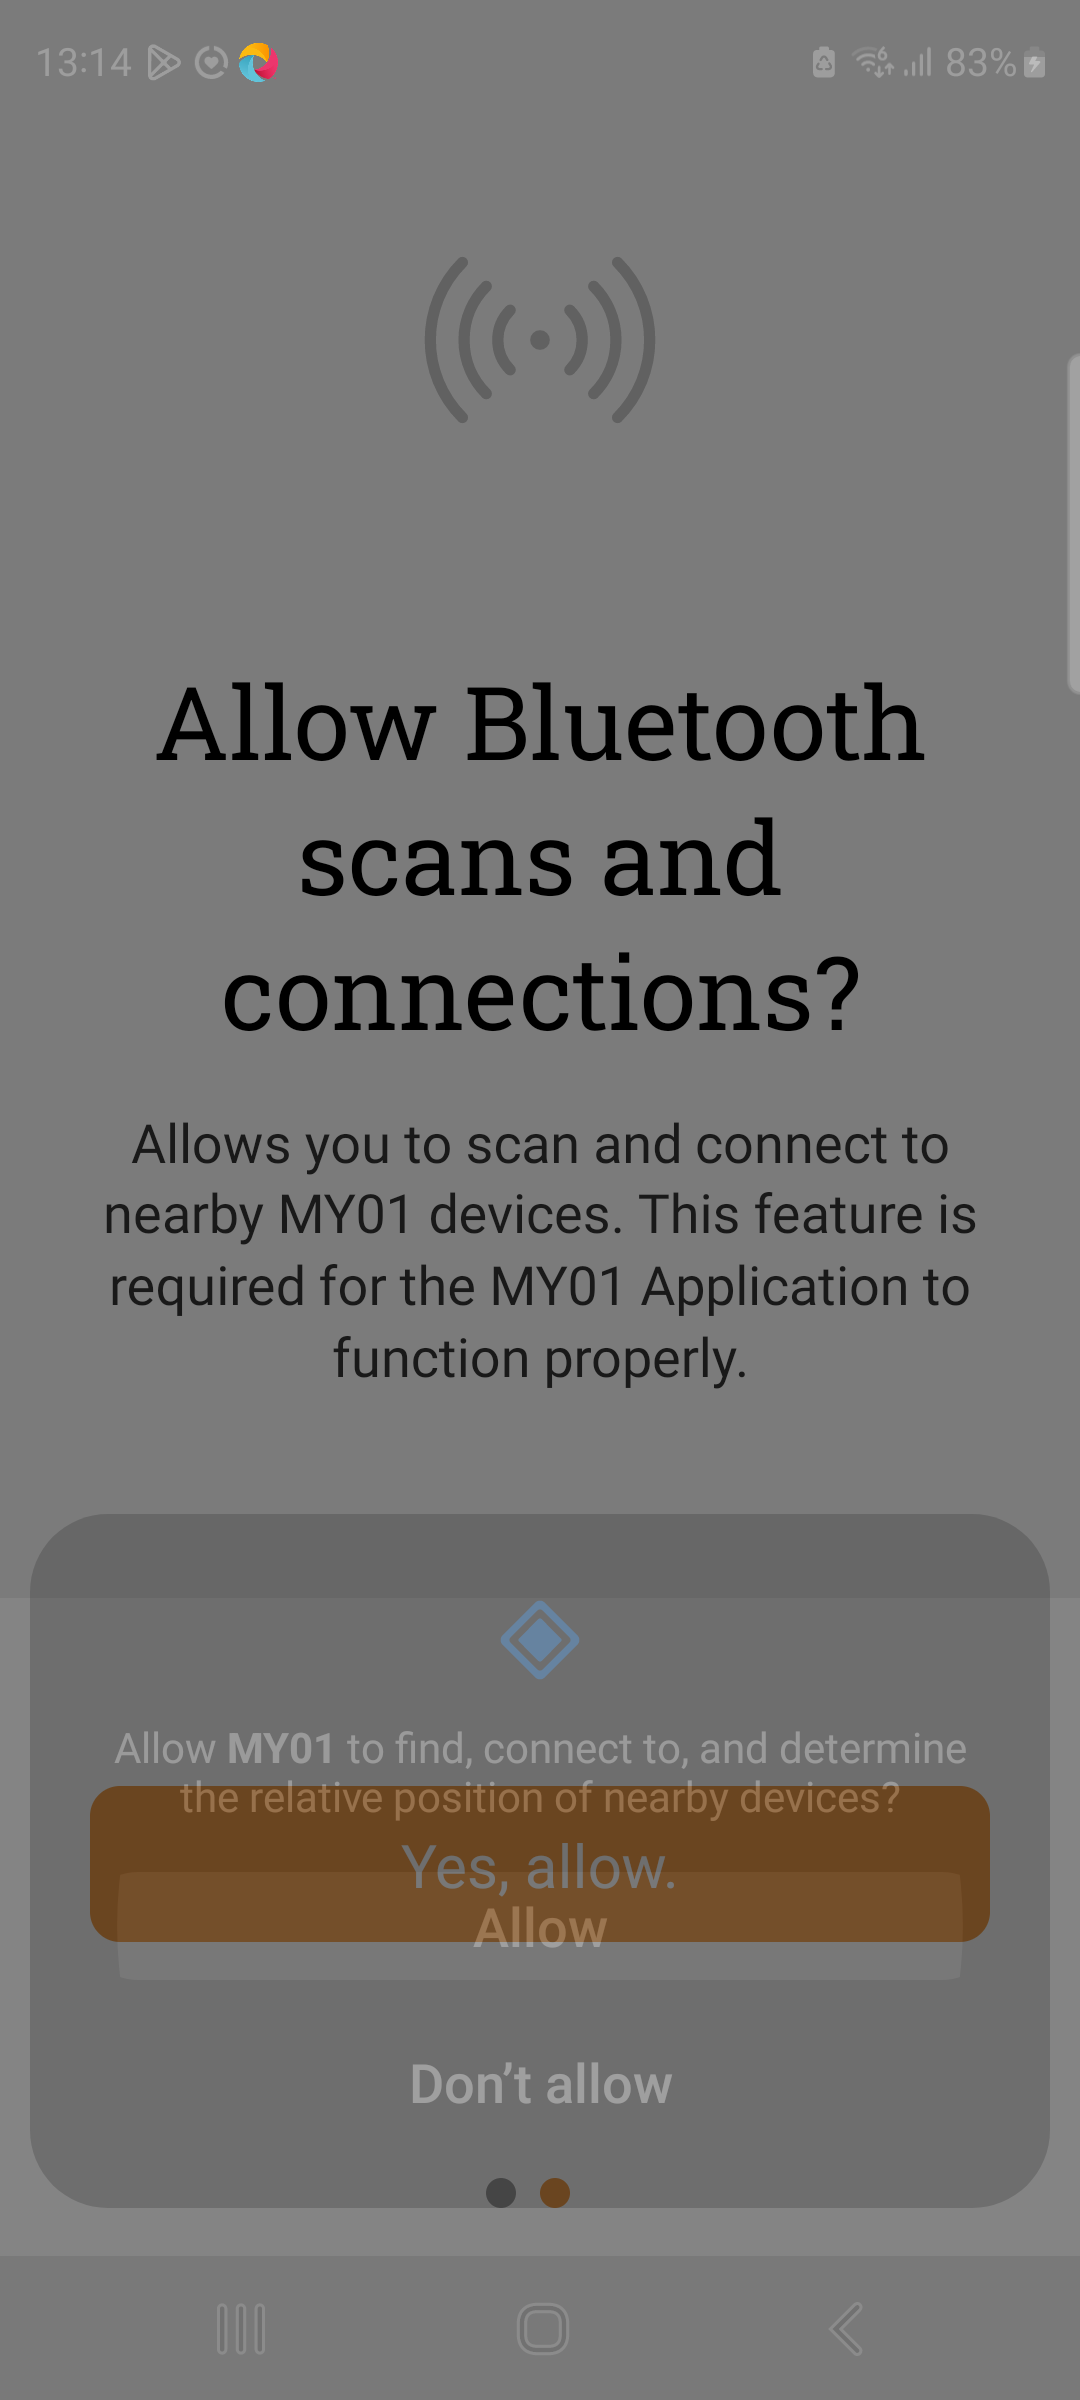 13:14
6
83%
Allow Bluetooth
scans and
connections?
Allows you to scan and connect to
nearby MY01 devices. This feature is
required for the MY01 Application to
function properly.
Allow MY01 to find, connect to, and determine
the relative position of nearby devices?
Yes, allow.
Allow
Don’t allow